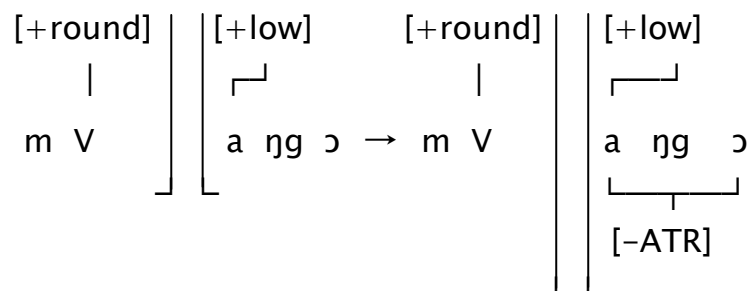 [+round] [+low] [+round] [+low]
m V a ŋg ɔ → m V a ŋg ɔ
[−ATR]